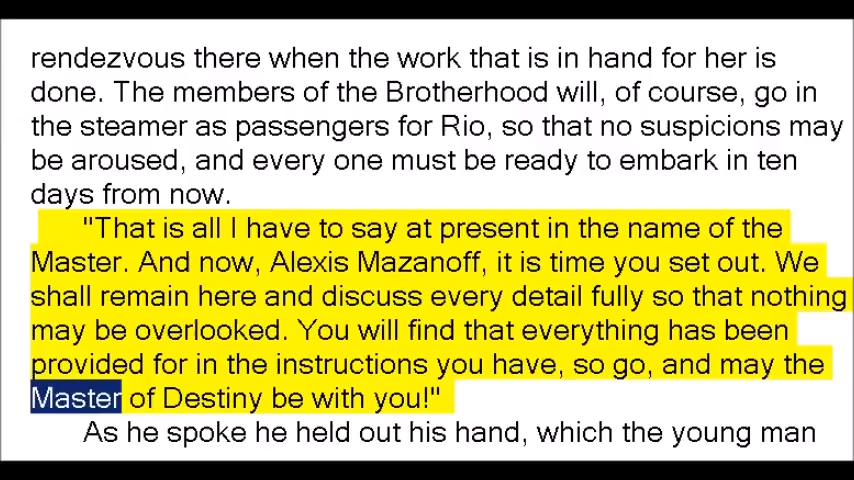 rendezvous there when the work that is in hand for her is
done. The members of the Brotherhood will, of course, go in
the steamer as passengers for Rio, so that no suspicions may
be aroused, and every one must be ready to embark in ten
days from now.
"That is all I have to say at present in the name of the
Master. And now, Alexis Mazanoff, it is time you set out. We
shall remain here and discuss every detail fully so that nothing
may be overlooked. You will find that everything has been
provided for in the instructions you have, so go, and may the
Master of Destiny be with you!"
As he spoke he held out his hand, which the young man